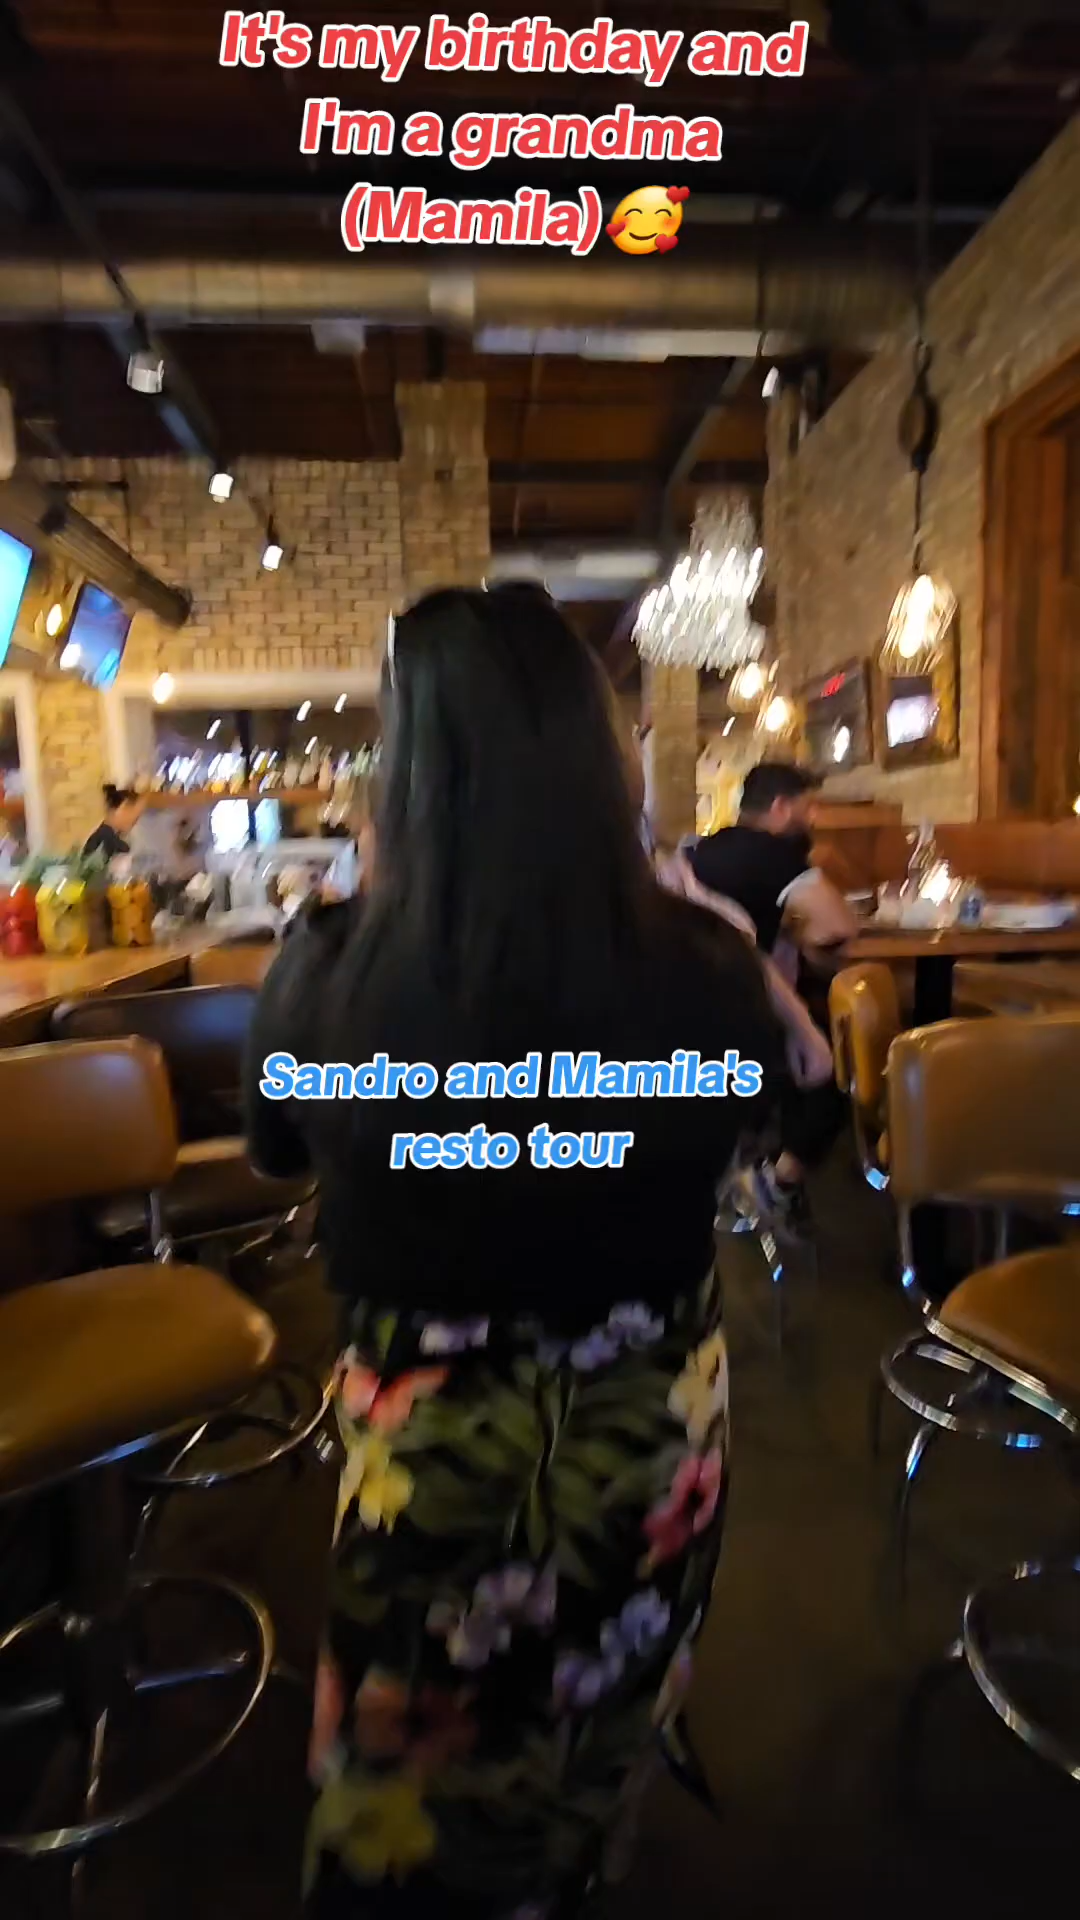 It's my birthday and
I'm a grandma
(Mamila)🥰
Sandro and Mamila's
resto tour